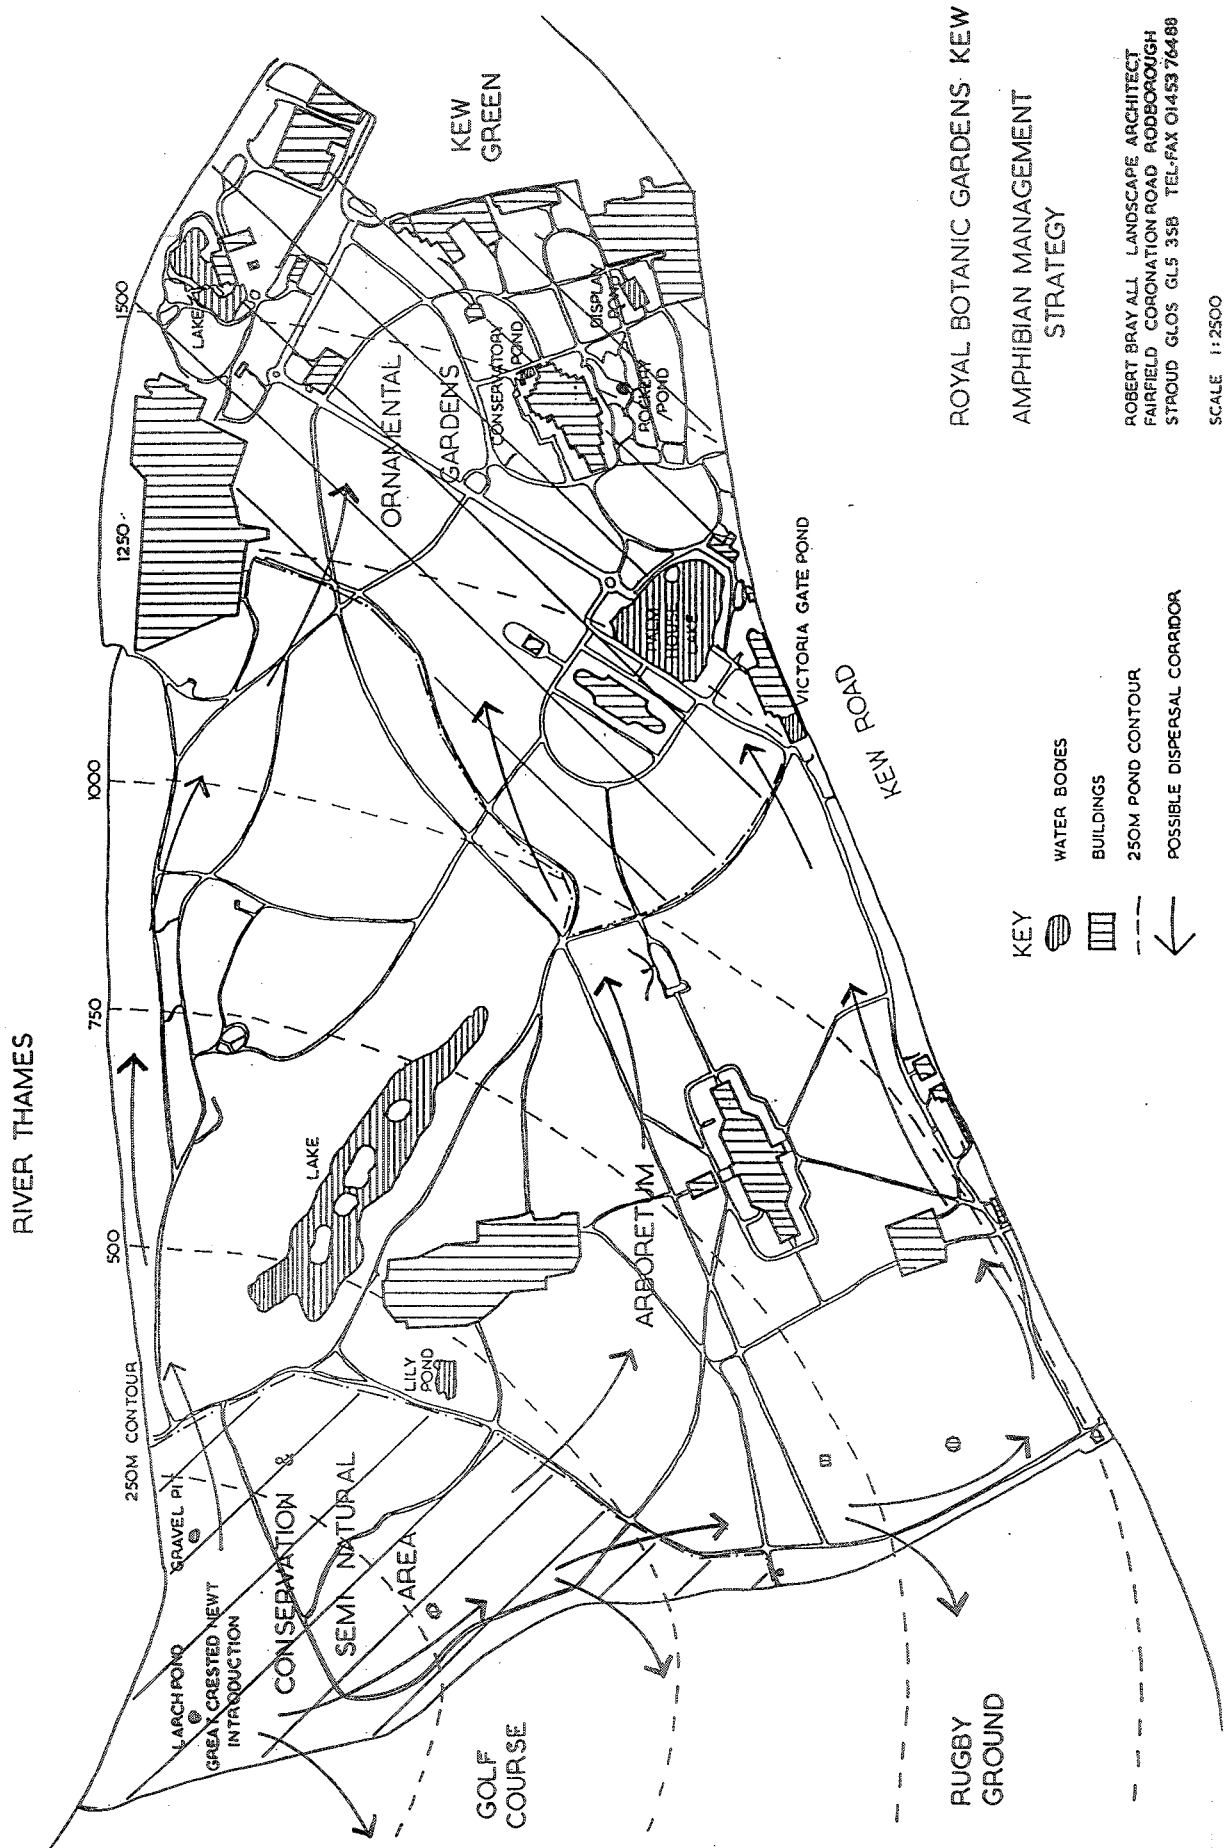 RIVER THAMES
250M CONTOUR
500
750
1000
1250
1500
LARCH POND
GREAT CRESTED NEWT
INTRODUCTION
GRAVEL PIT
CONSERVATION &
SEMI NATURAL
AREA
LILY
POND
LAKE
ARBORETUM
LAKE
ORNAMENTAL
GARDENS
CONSERVATORY
POND
DISPLAY
POND
ROCKERY
POND
PALM
HOUSE
LAKE
VICTORIA GATE POND
KEW
GREEN
KEW ROAD
GOLF
COURSE
RUGBY
GROUND
KEY
WATER BODIES
BUILDINGS
250M POND CONTOUR
POSSIBLE DISPERSAL CORRIDOR
ROYAL BOTANIC GARDENS KEW
AMPHIBIAN MANAGEMENT
STRATEGY
ROBERT BRAY ALI LANDSCAPE ARCHITECT
FAIRFIELD CORONATION ROAD RODBOROUGH
STROUD GLOS GL5 3SB TEL-FAX 01453 76488
SCALE 1:2500